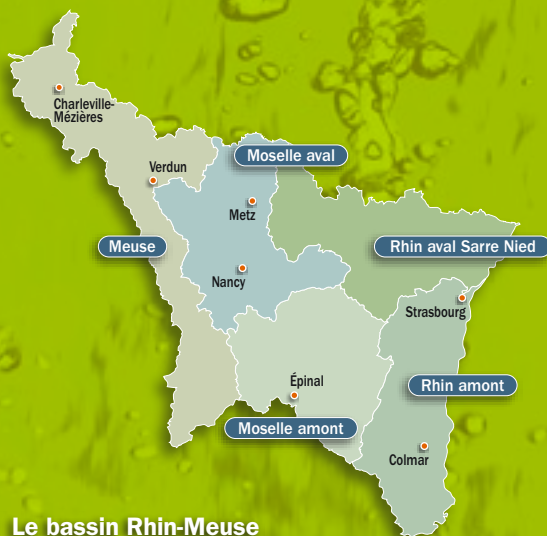 Charleville-
Mézières
Moselle aval
Verdun
Metz
Meuse
Rhin aval Sarre Nied
Nancy
Strasbourg
Épinal
Rhin amont
Moselle amont
Colmar
Le bassin Rhin-Meuse